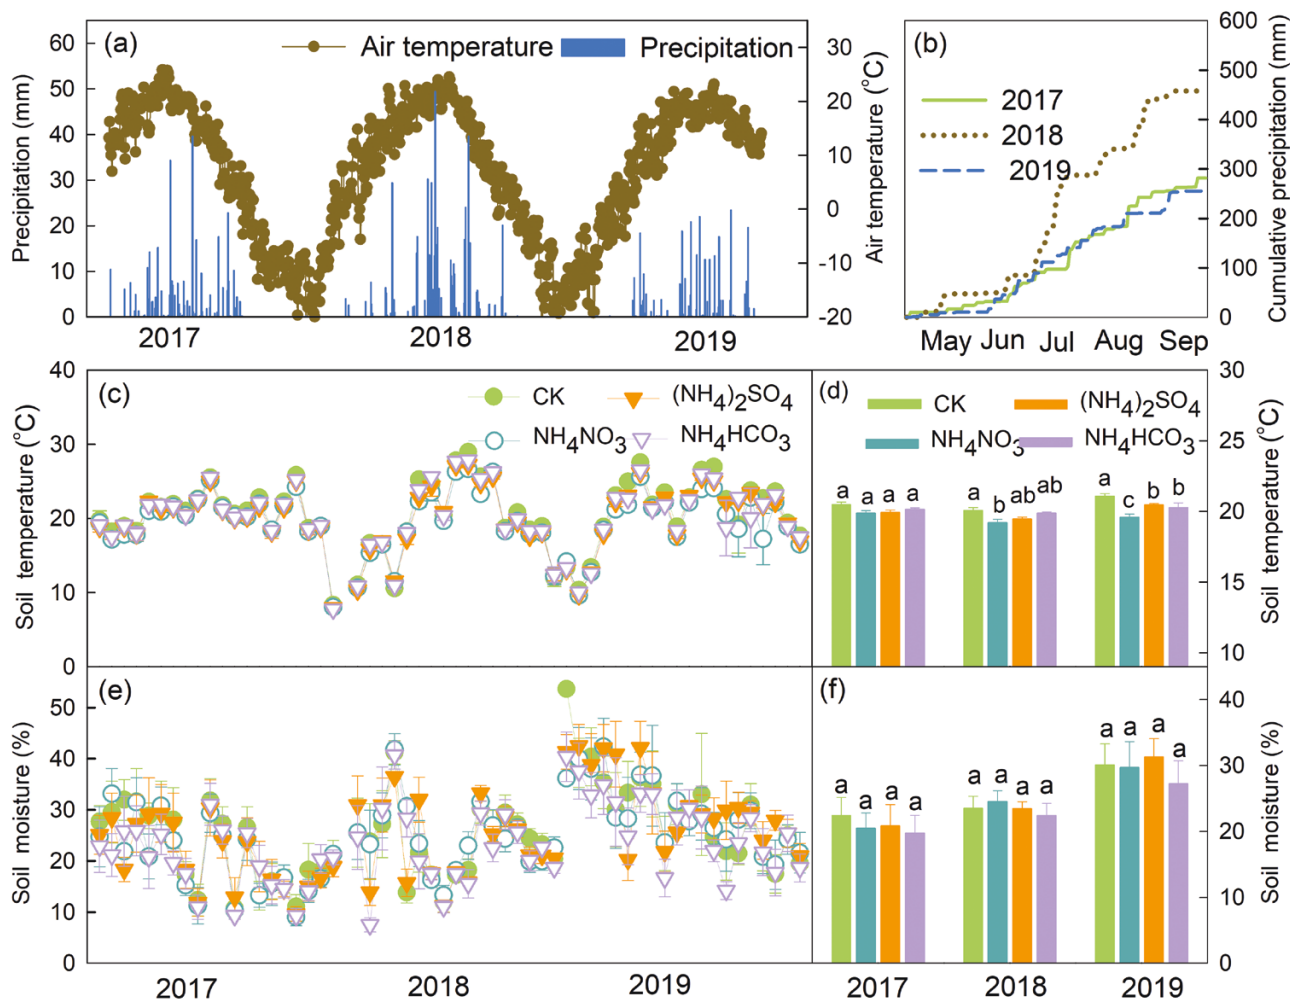 (a)
Air temperature
Precipitation
60
50
40
30
20
10
0
Precipitation (mm)
30
20
10
0
-10
-20
Air temperature (°C)
2017
2018
2019
(b)
2017
2018
2019
600
500
400
300
200
100
0
Cumulative precipitation (mm)
May
Jun
Jul
Aug
Sep
(c)
CK
(NH4)2SO4
NH4NO3
NH4HCO3
40
30
20
10
0
Soil temperature (°C)
(d)
CK
(NH4)2SO4
NH4NO3
NH4HCO3
a a a a
a b ab ab
a c b b
30
25
20
15
10
Soil temperature (°C)
(e)
50
40
30
20
10
0
Soil moisture (%)
2017
2018
2019
(f)
a a a a
a a a a
a a a a
40
30
20
10
0
Soil moisture (%)
2017
2018
2019